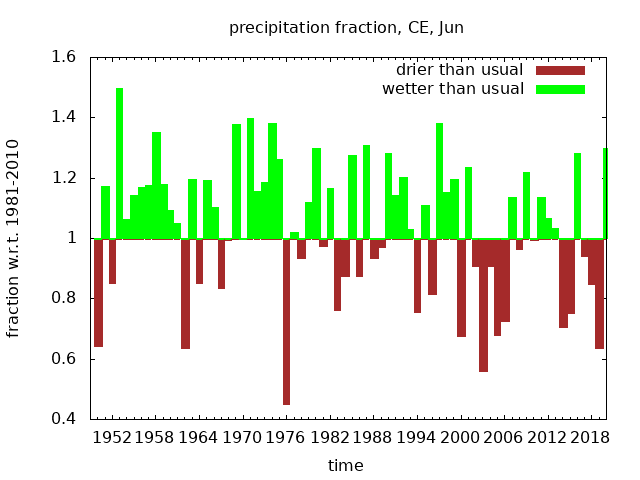 precipitation fraction, CE, Jun
drier than usual
wetter than usual
1.6
1.4
1.2
1
0.8
0.6
0.4
fraction w.r.t. 1981-2010
1952 1958 1964 1970 1976 1982 1988 1994 2000 2006 2012 2018
time